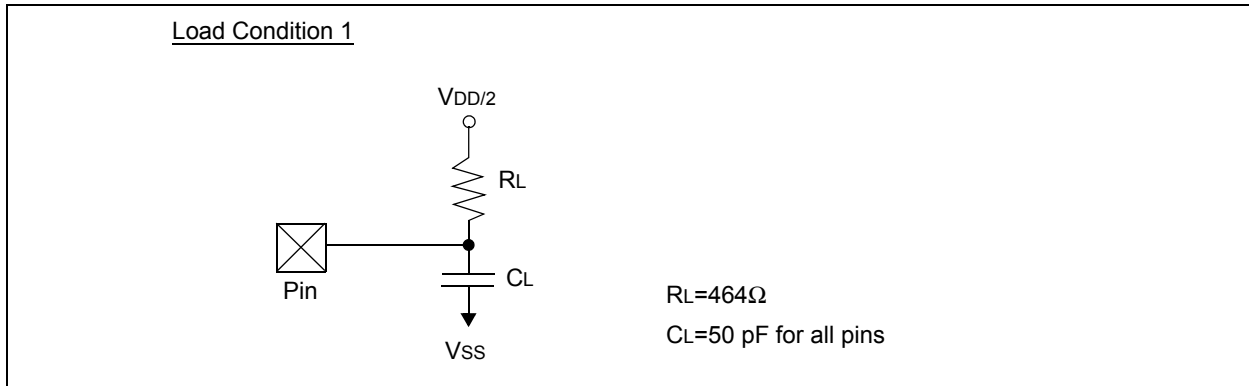 Load Condition 1
VDD/2
RL
Pin
CL
VSS
RL=464Ω
CL=50 pF for all pins